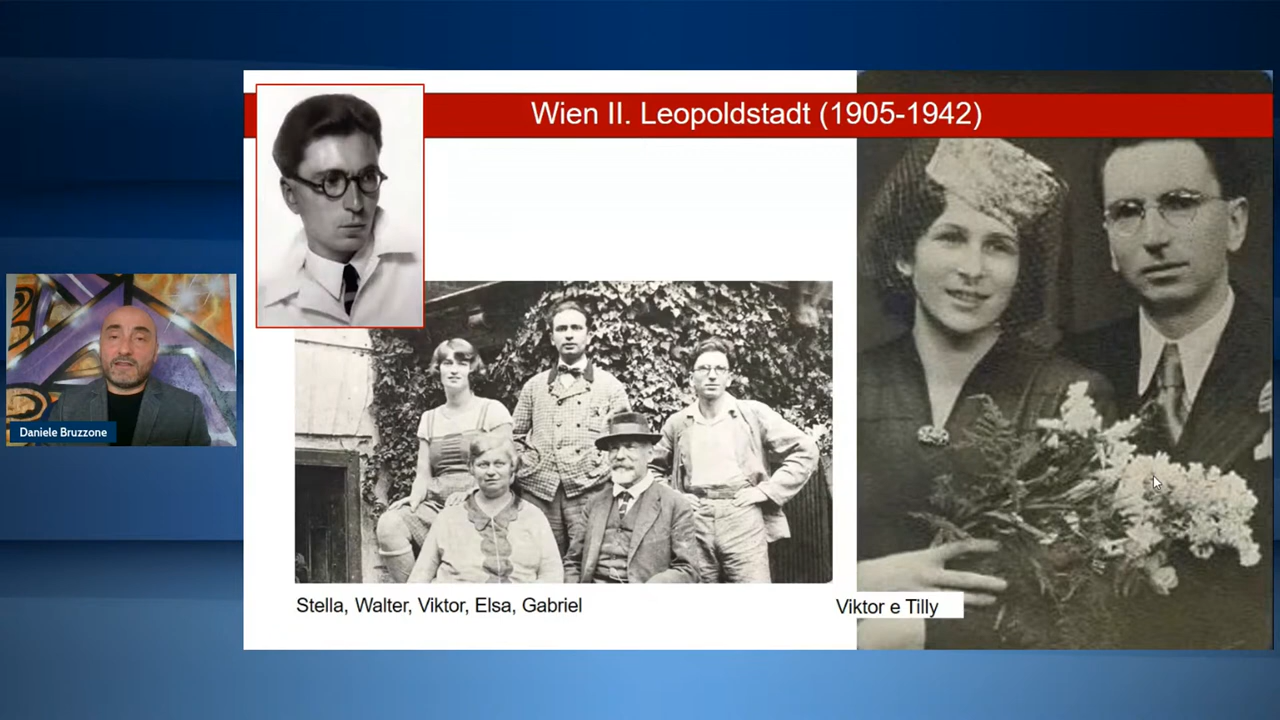 Wien II. Leopoldstadt (1905-1942)
Daniele Bruzzone
Stella, Walter, Viktor, Elsa, Gabriel
Viktor e Tilly